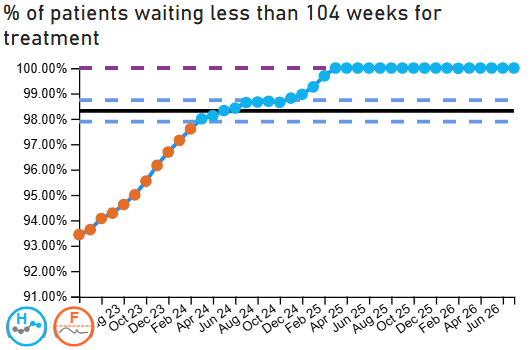 % of patients waiting less than 104 weeks for
treatment
100.00%
99.00%
98.00%
97.00%
96.00%
95.00%
94.00%
93.00%
92.00%
91.00%
ug 23
Oct 23
Dec 23
Feb 24
Apr 24
Jun 24
Aug 24
Oct 24
Dec 24
Feb 25
Apr 25
Jun 25
Aug 25
Oct 25
Dec 25
Feb 26
Apr 26
Jun 26
H
F